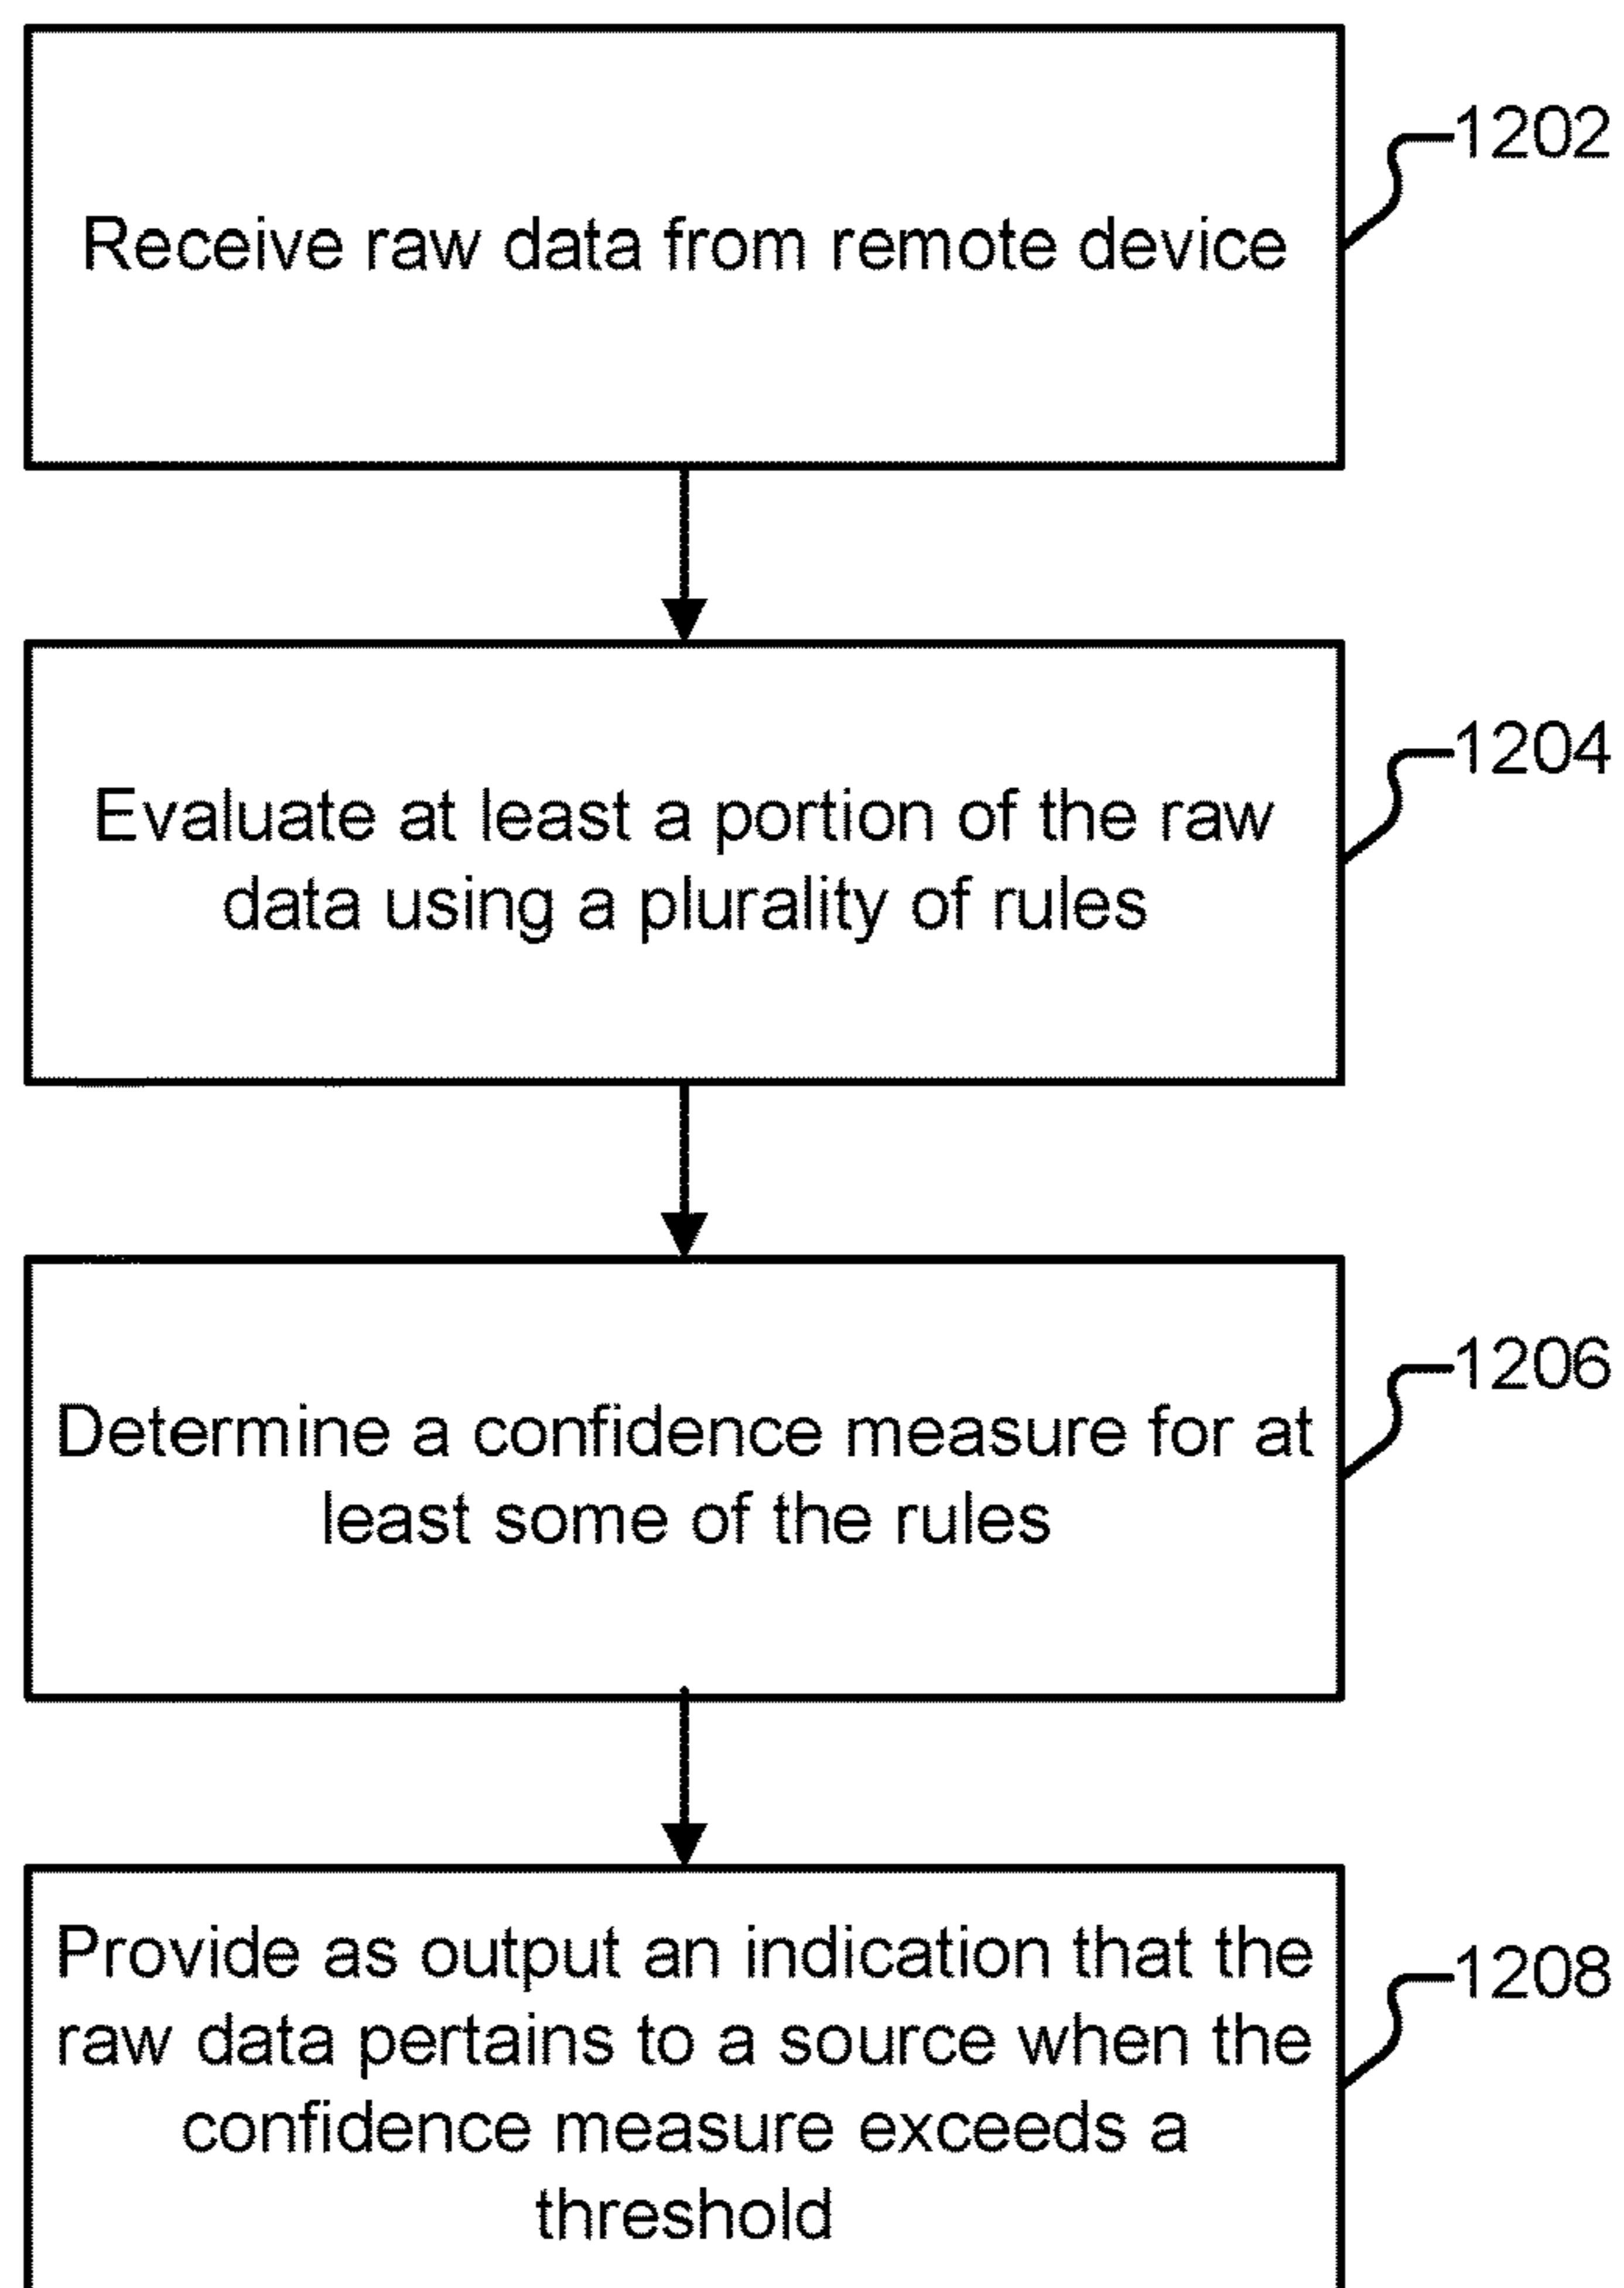 1202
Receive raw data from remote device
1204
Evaluate at least a portion of the raw
data using a plurality of rules
1206
Determine a confidence measure for at
least some of the rules
1208
Provide as output an indication that the
raw data pertains to a source when the
confidence measure exceeds a
threshold